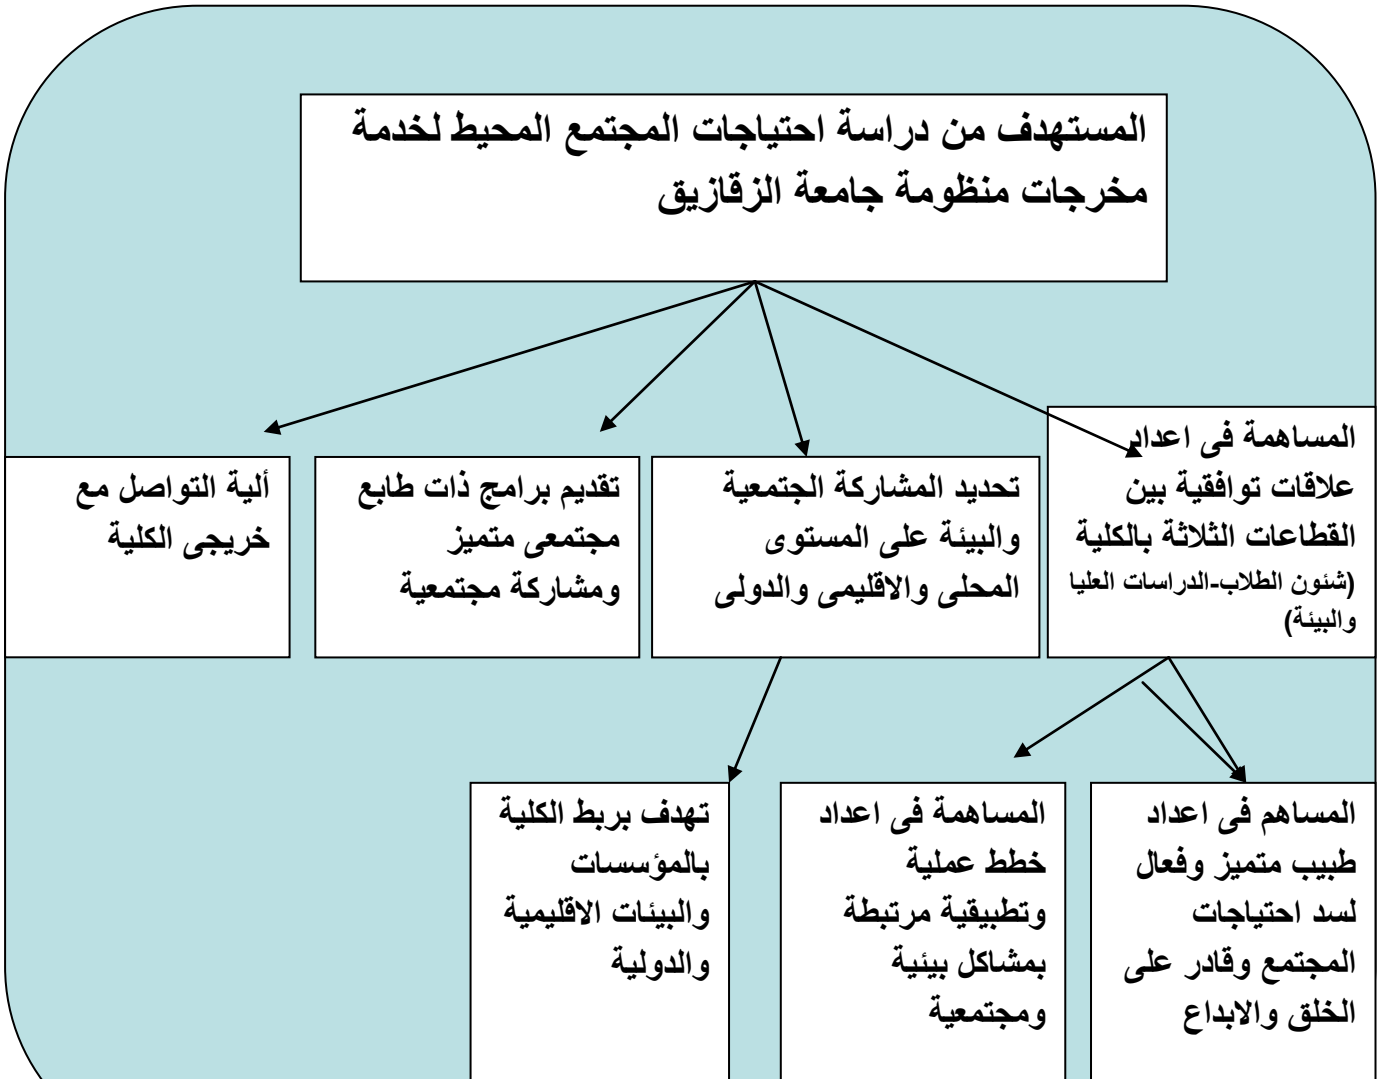 المستهدف من دراسة احتياجات المجتمع المحيط لخدمة
مخرجات منظومة جامعة الزقازيق
المساهمة فى اعداد
علاقات توافقية بين
القطاعات الثلاثة بالكلية
(شئون الطلاب-الدراسات العليا
والبيئة)
تحديد المشاركة الجتمعية
والبيئة على المستوى
المحلى والاقليمى والدولى
تقديم برامج ذات طابع
مجتمعى متميز
ومشاركة مجتمعية
ألية التواصل مع
خريجى الكلية
المساهم فى اعداد
طبيب متميز وفعال
لسد احتياجات
المجتمع وقادر على
الخلق والابداع
المساهمة فى اعداد
خطط عملية
وتطبيقية مرتبطة
بمشاكل بيئية
ومجتمعية
تهدف بربط الكلية
بالمؤسسات
والبيئات الاقليمية
والدولية